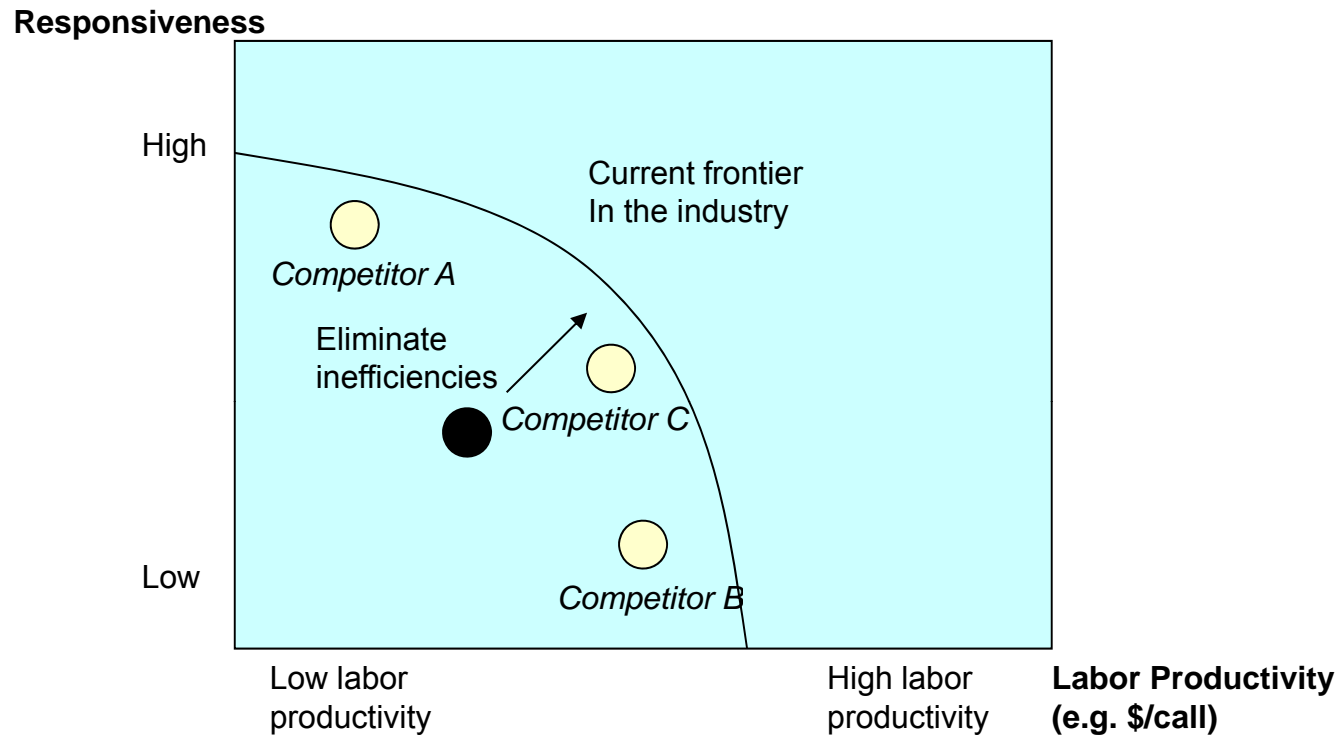 Responsiveness
High
Current frontier
In the industry
Competitor A
Eliminate
inefficiencies
Competitor C
Low
Competitor B
Low labor
productivity
High labor
productivity
Labor Productivity
(e.g. $/call)